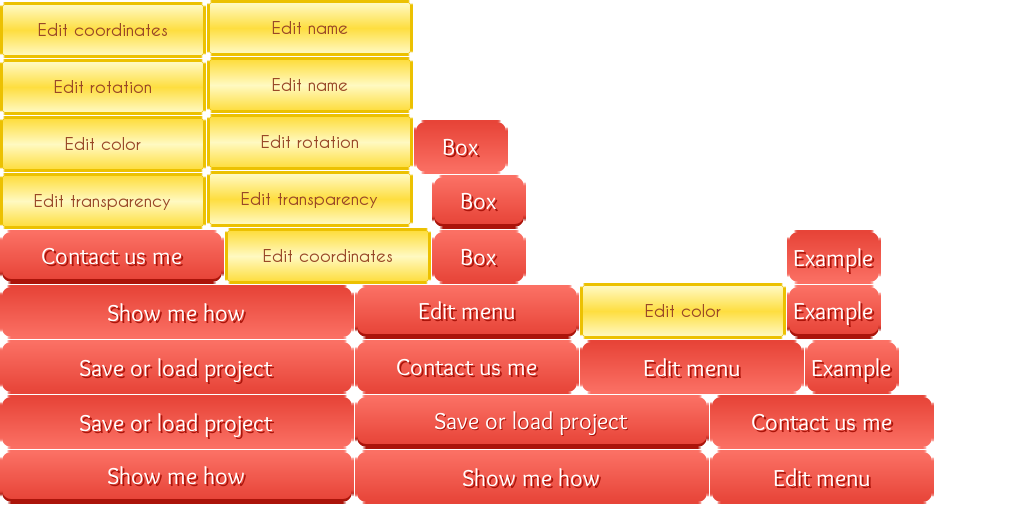 Edit coordinates
Edit name
Edit rotation
Edit name
Edit color
Edit rotation
Box
Edit transparency
Edit transparency
Box
Contact us me
Edit coordinates
Box
Example
Show me how
Edit menu
Edit color
Example
Save or load project
Contact us me
Edit menu
Example
Save or load project
Save or load project
Contact us me
Show me how
Show me how
Edit menu